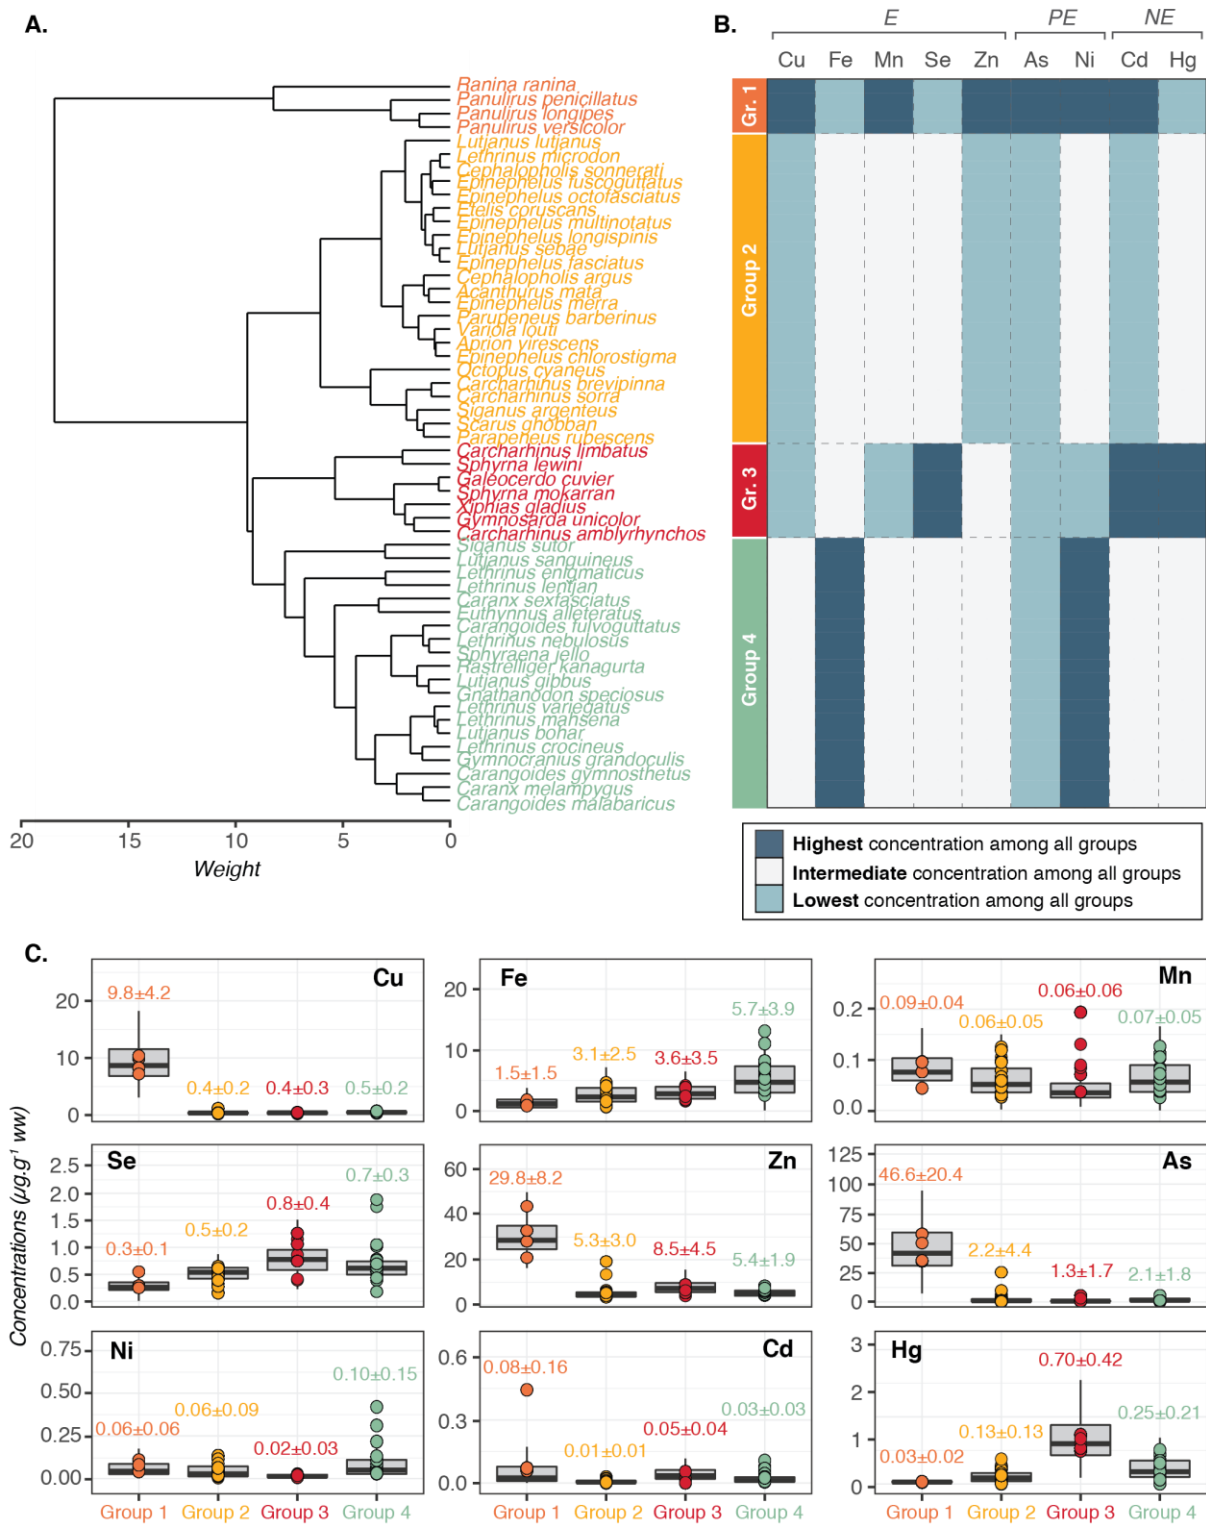 A.
Ranina ranina
Panulirus penicillatus
Panulirus longipes
Panulirus versicolor
Lutjanus lutjanus
Lethrinus microdon
Cephalopholis sonnerati
Epinephelus fuscoguttatus
Epinephelus octofasciatus
Etelis coruscans
Epinephelus multinotatus
Epinephelus longispinis
Lutjanus sebae
Epinephelus fasciatus
Cephalopholis argus
Acanthurus mata
Epinephelus merra
Parupeneus barberinus
Variola louti
Aprion virescens
Epinephelus chlorostigma
Octopus cyaneus
Carcharhinus brevipinna
Carcharhinus sorra
Siganus argenteus
Scarus ghobban
Parapeneus rubescens
Carcharhinus limbatus
Sphyrna lewini
Galeocerdo cuvier
Sphyrna mokarran
Xiphias gladius
Gymnosarda unicolor
Carcharhinus amblyrhynchos
Siganus sutor
Lutjanus sanguineus
Lethrinus enigmaticus
Lethrinus lentjan
Caranx sexfasciatus
Euthynnus alleteratus
Carangoides fulvoguttatus
Lethrinus nebulosus
Sphyraena jello
Rastrelliger kanagurta
Lutjanus gibbus
Gnathanodon speciosus
Lethrinus variegatus
Lethrinus mahsena
Lutjanus bohar
Lethrinus crocineus
Gymnocranius grandoculis
Carangoides gymnosthetus
Caranx melampygus
Carangoides malabaricus
20 15 10 5 0
Weight
B.
E PE NE
Cu Fe Mn Se Zn As Ni Cd Hg
Gr. 1
Group 2
Gr. 3
Group 4
Highest concentration among all groups
Intermediate concentration among all groups
Lowest concentration among all groups
C.
Concentrations (µg.g⁻¹ ww)
Cu
20
10
0
9.8±4.2
0.4±0.2
0.4±0.3
0.5±0.2
Fe
20
10
0
1.5±1.5
3.1±2.5
3.6±3.5
5.7±3.9
Mn
0.2
0.1
0.0
0.09±0.04
0.06±0.05
0.06±0.06
0.07±0.05
Se
2.5
2.0
1.5
1.0
0.5
0.0
0.3±0.1
0.5±0.2
0.8±0.4
0.7±0.3
Zn
60
40
20
0
29.8±8.2
5.3±3.0
8.5±4.5
5.4±1.9
As
125
100
75
50
25
0
46.6±20.4
2.2±4.4
1.3±1.7
2.1±1.8
Ni
0.75
0.50
0.25
0.00
0.06±0.06
0.06±0.09
0.02±0.03
0.10±0.15
Cd
0.6
0.3
0.0
0.08±0.16
0.01±0.01
0.05±0.04
0.03±0.03
Hg
3
2
1
0
0.03±0.02
0.13±0.13
0.70±0.42
0.25±0.21
Group 1 Group 2 Group 3 Group 4
Group 1 Group 2 Group 3 Group 4
Group 1 Group 2 Group 3 Group 4